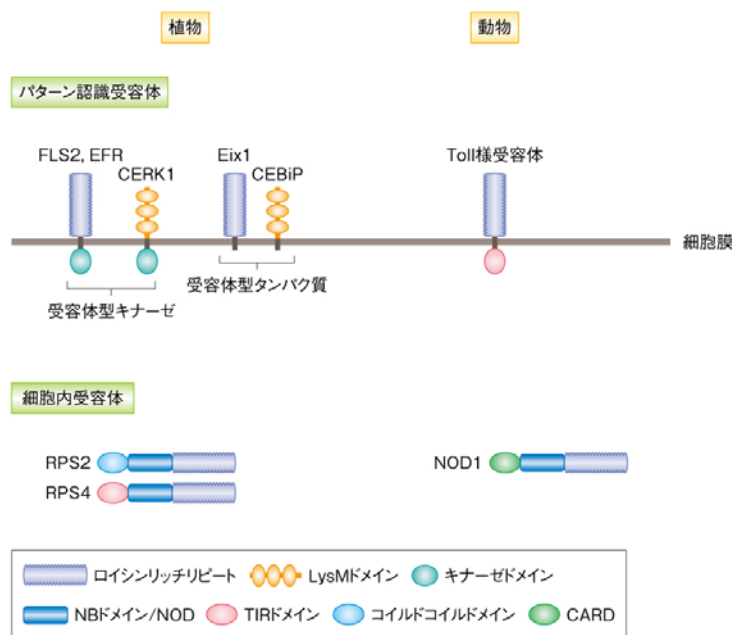 植物
動物
パターン認識受容体
FLS2, EFR
CERK1
Eix1
CEBiP
Toll様受容体
細胞膜
受容体型キナーゼ
受容体型タンパク質
細胞内受容体
RPS2
NOD1
RPS4
ロイシンリッチリピート LysMドメイン キナーゼドメイン
NBドメイン/NOD TIRドメイン コイルドコイルドメイン CARD